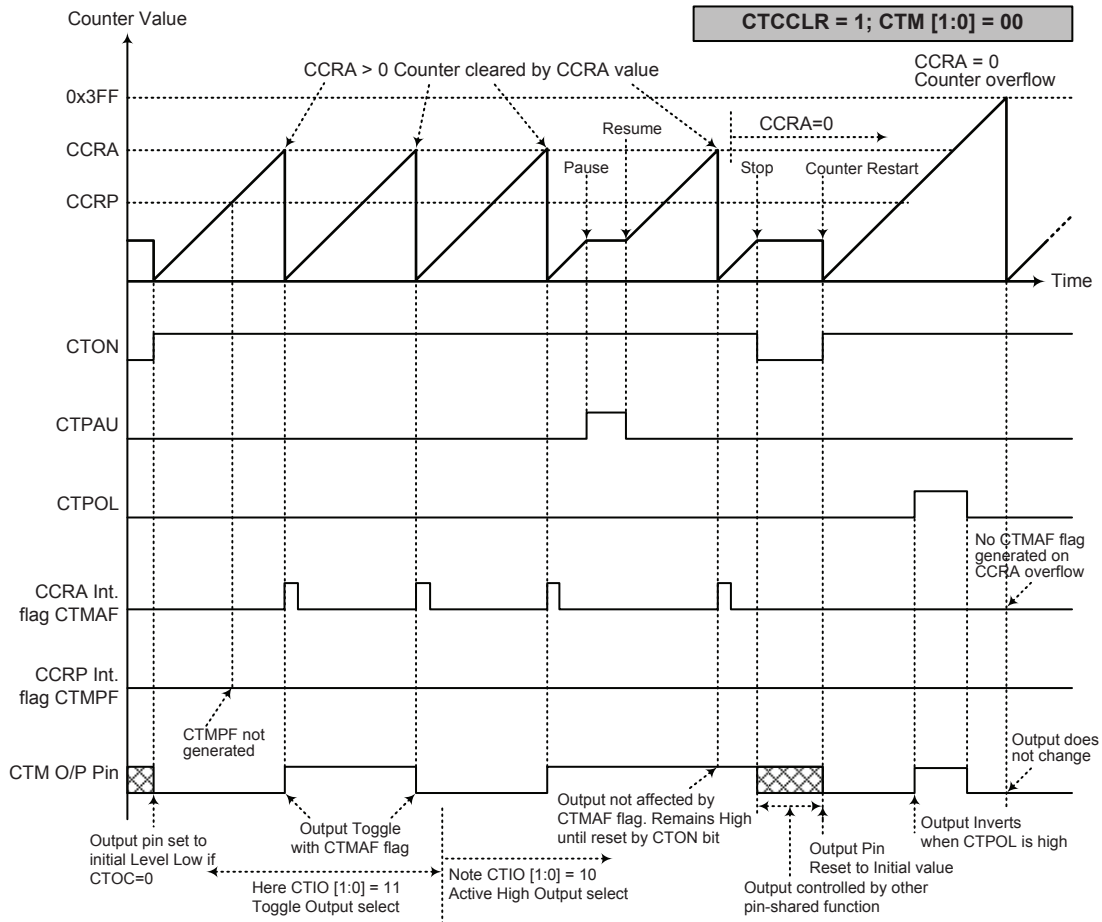 Counter Value
CTCCLR = 1; CTM [1:0] = 00
CCRA > 0 Counter cleared by CCRA value
CCRA = 0
Counter overflow
0x3FF
CCRA
CCRP
Resume
CCRA=0
Pause
Stop
Counter Restart
Time
CTON
CTPAU
CTPOL
No CTMAF flag
generated on
CCRA overflow
CCRA Int.
flag CTMAF
CCRP Int.
flag CTMPF
CTMPF not
generated
CTM O/P Pin
Output does
not change
Output pin set to
initial Level Low if
CTOC=0
Output Toggle
with CTMAF flag
Output not affected by
CTMAF flag. Remains High
until reset by CTON bit
Output Pin
Reset to Initial value
Output Inverts
when CTPOL is high
Here CTIO [1:0] = 11
Toggle Output select
Note CTIO [1:0] = 10
Active High Output select
Output controlled by other
pin-shared function